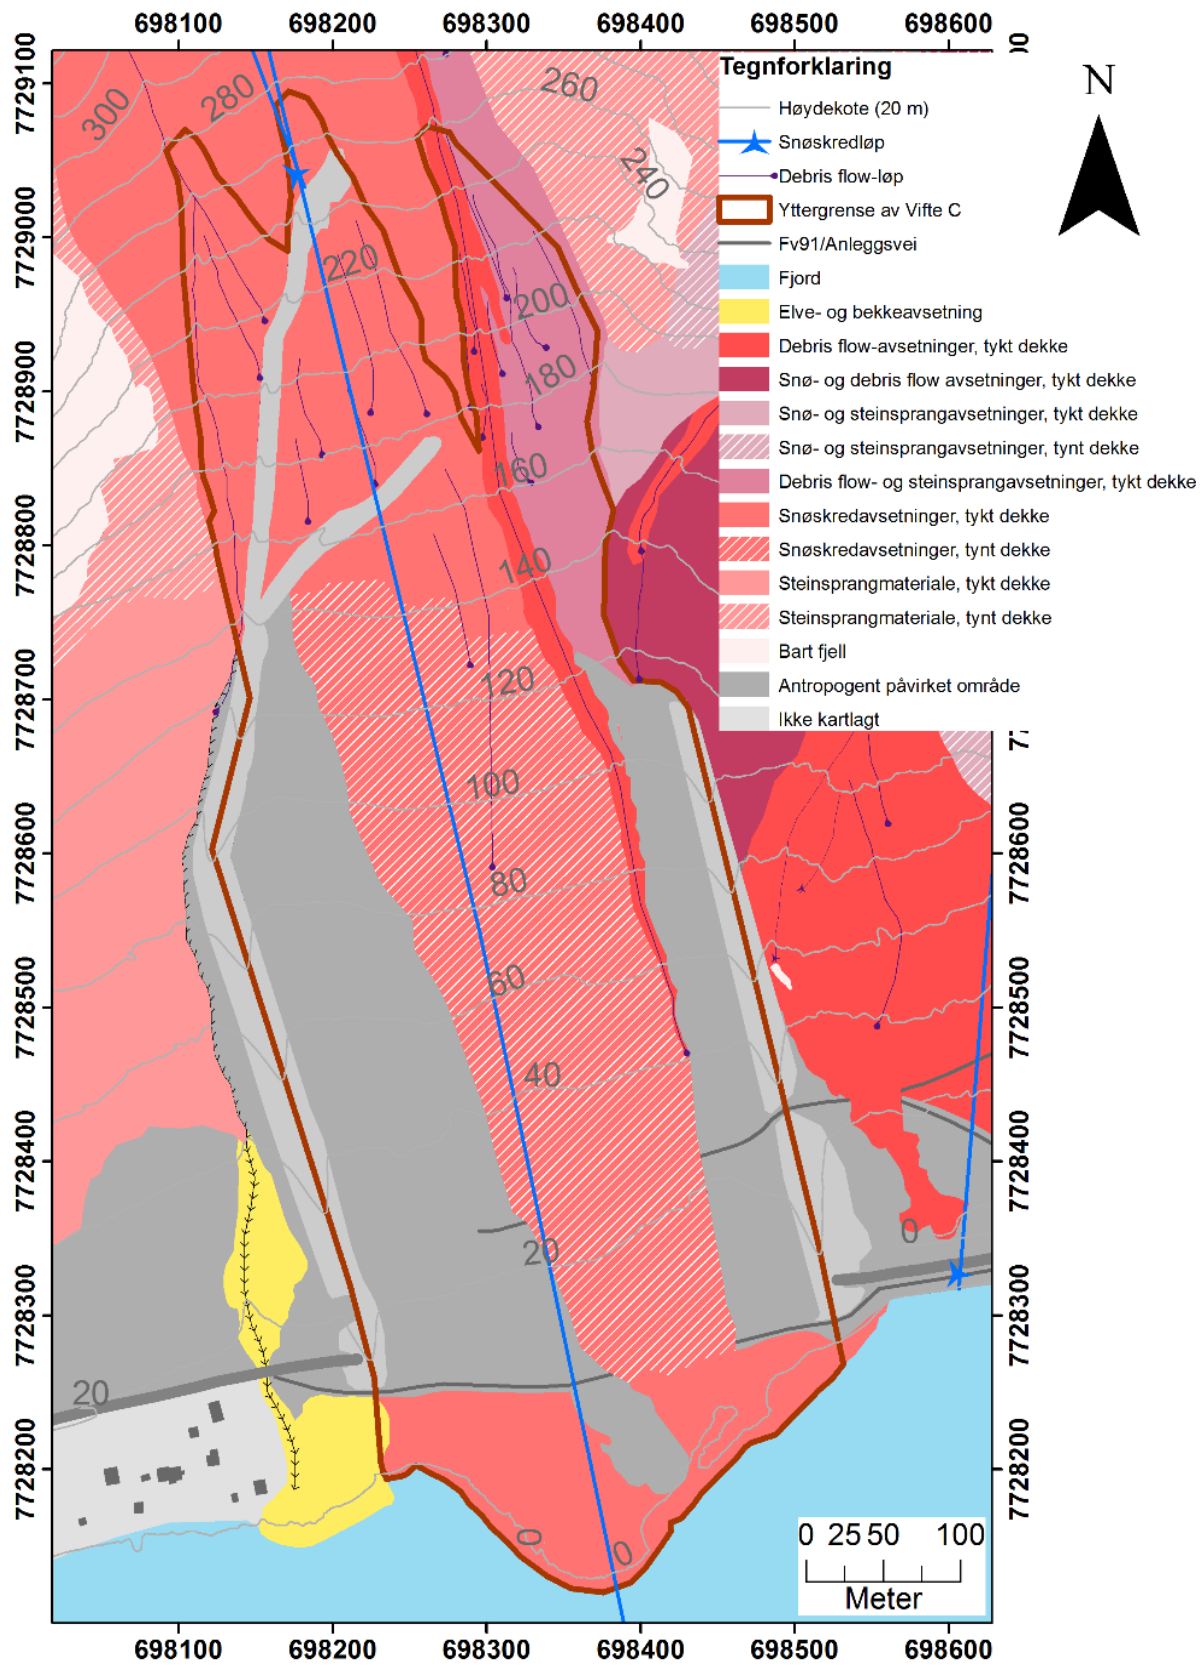 698100 698200 698300 698400 698500 698600
7729100
7729000
7728900
7728800
7728700
7728600
7728500
7728400
7728300
7728200
300
280
260
240
220
200
180
160
140
120
100
80
60
40
20
20
0
0
0
Tegnforklaring
Høydekote (20 m)
Snøskredløp
Debris flow-løp
Yttergrense av Vifte C
Fv91/Anleggsvei
Fjord
Elve- og bekkeavsetning
Debris flow-avsetninger, tykt dekke
Snø- og debris flow avsetninger, tykt dekke
Snø- og steinsprangavsetninger, tykt dekke
Snø- og steinsprangavsetninger, tynt dekke
Debris flow- og steinsprangavsetninger, tykt dekke
Snøskredavsetninger, tykt dekke
Snøskredavsetninger, tynt dekke
Steinsprangmateriale, tykt dekke
Steinsprangmateriale, tynt dekke
Bart fjell
Antropogent påvirket område
Ikke kartlagt
N
7728600
7728500
7728400
7728300
7728200
0 25 50 100
Meter
698100 698200 698300 698400 698500 698600